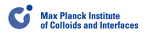 Max Planck Institute
of Colloids and Interfaces